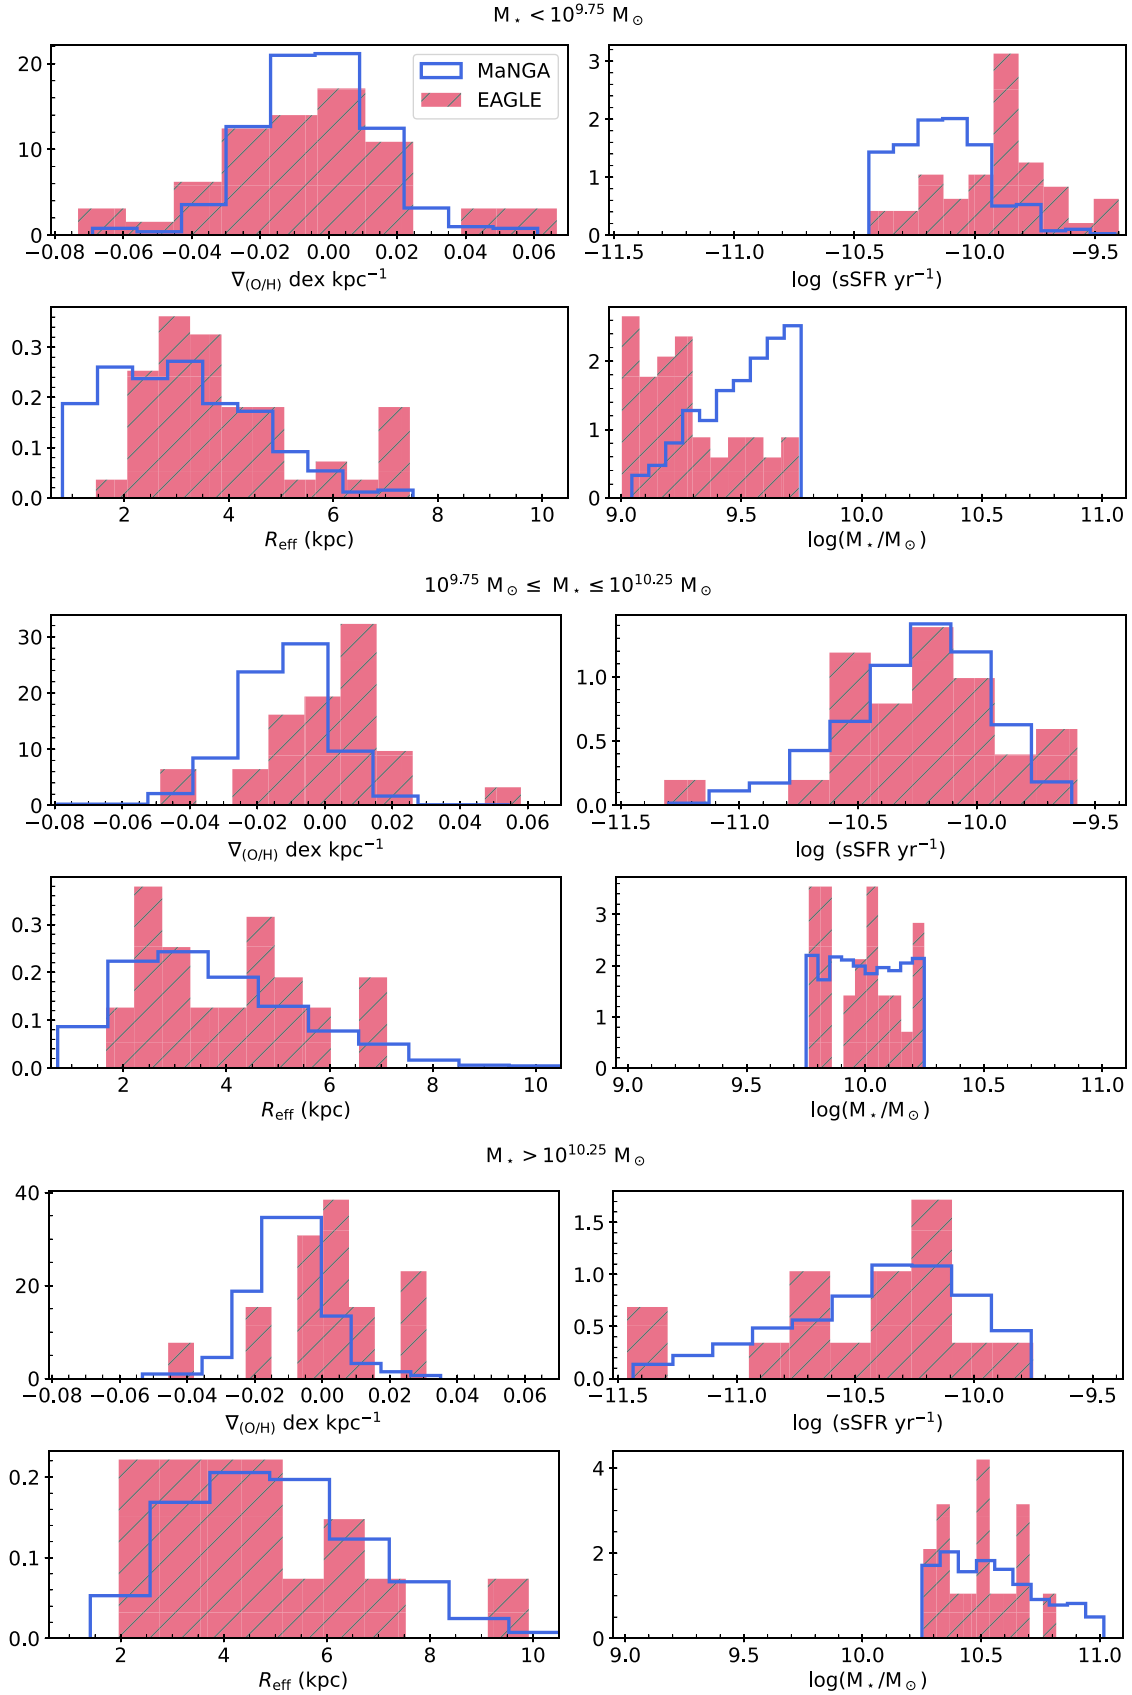 M⋆ < 10^9.75 M⊙
MaNGA
EAGLE
0 10 20
−0.08 −0.06 −0.04 −0.02 0.00 0.02 0.04 0.06
∇(O/H) dex kpc⁻¹
0 1 2 3
−11.5 −11.0 −10.5 −10.0 −9.5
log (sSFR yr⁻¹)
0.0 0.1 0.2 0.3
2 4 6 8 10
R_eff (kpc)
0 1 2
9.0 9.5 10.0 10.5 11.0
log(M⋆/M⊙)
10^9.75 M⊙ ≤ M⋆ ≤ 10^10.25 M⊙
0 10 20 30
−0.08 −0.06 −0.04 −0.02 0.00 0.02 0.04 0.06
∇(O/H) dex kpc⁻¹
0.0 0.5 1.0
−11.5 −11.0 −10.5 −10.0 −9.5
log (sSFR yr⁻¹)
0.0 0.1 0.2 0.3
2 4 6 8 10
R_eff (kpc)
0 1 2 3
9.0 9.5 10.0 10.5 11.0
log(M⋆/M⊙)
M⋆ > 10^10.25 M⊙
0 20 40
−0.08 −0.06 −0.04 −0.02 0.00 0.02 0.04 0.06
∇(O/H) dex kpc⁻¹
0.0 0.5 1.0 1.5
−11.5 −11.0 −10.5 −10.0 −9.5
log (sSFR yr⁻¹)
0.0 0.1 0.2
2 4 6 8 10
R_eff (kpc)
0 2 4
9.0 9.5 10.0 10.5 11.0
log(M⋆/M⊙)